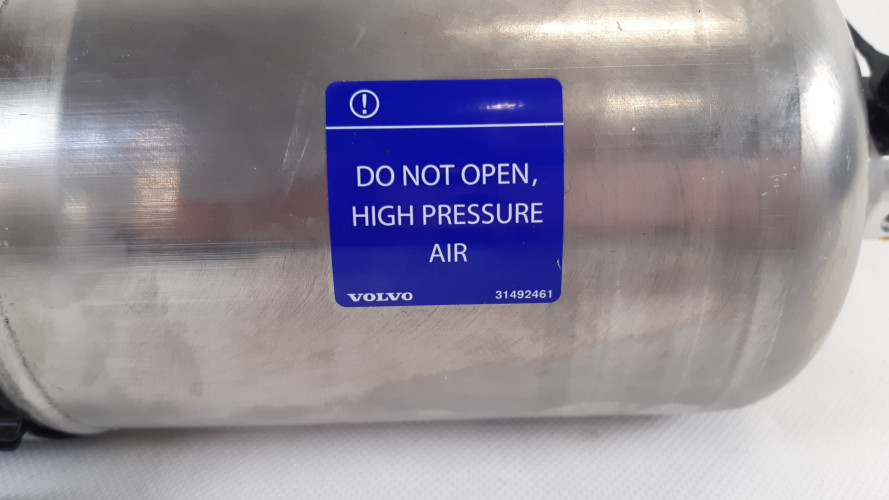 DO NOT OPEN,
HIGH PRESSURE
AIR
VOLVO 31492461